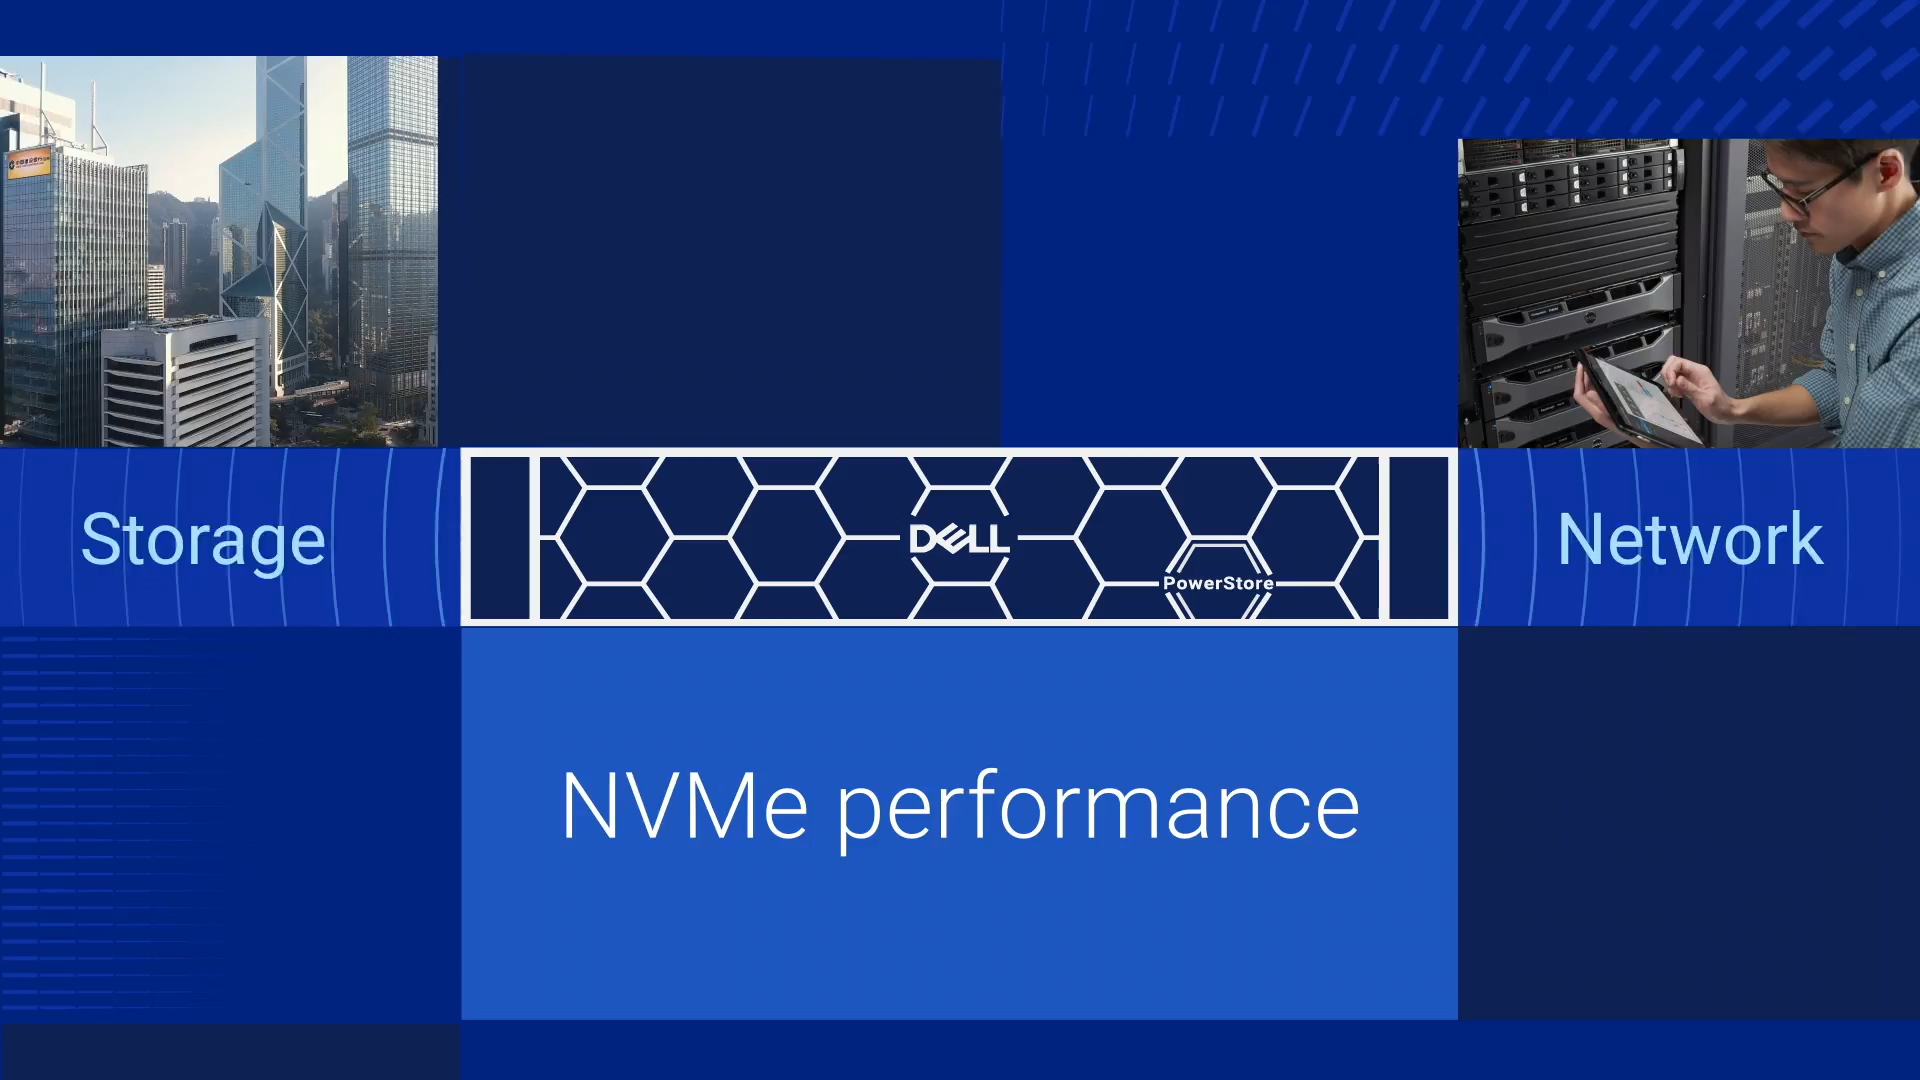 Storage
DELL
PowerStore
Network
NVMe performance